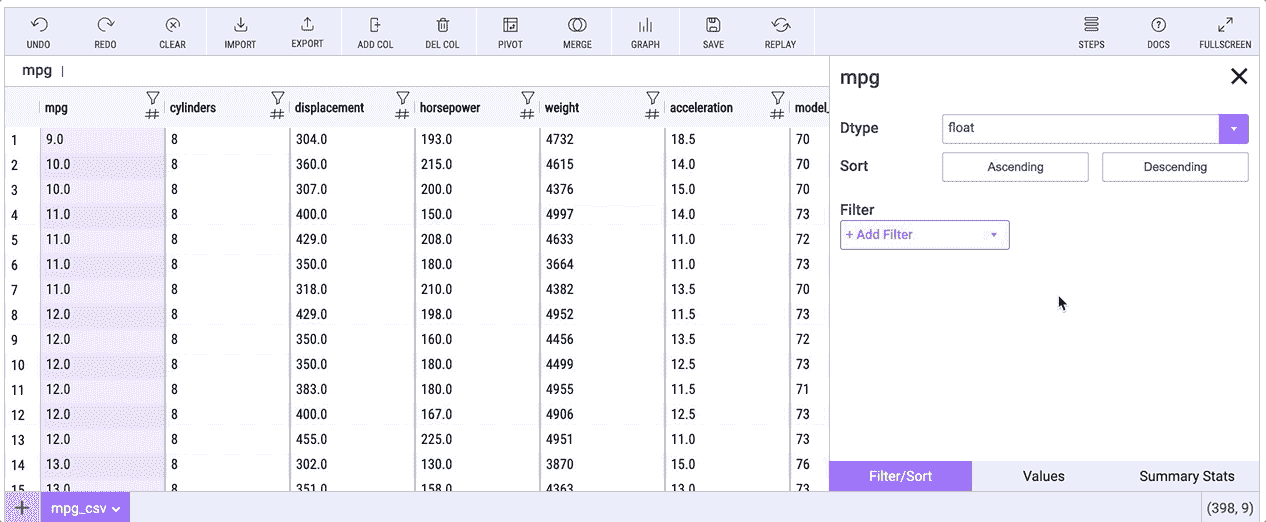 UNDO REDO CLEAR IMPORT EXPORT ADD COL DEL COL PIVOT MERGE GRAPH SAVE REPLAY STEPS DOCS FULLSCREEN
mpg
mpg cylinders displacement horsepower weight acceleration model_
1 9.0 8 304.0 193.0 4732 18.5 70
2 10.0 8 360.0 215.0 4615 14.0 70
3 10.0 8 307.0 200.0 4376 15.0 70
4 11.0 8 400.0 150.0 4997 14.0 73
5 11.0 8 429.0 208.0 4633 11.0 72
6 11.0 8 350.0 180.0 3664 11.0 73
7 11.0 8 318.0 210.0 4382 13.5 70
8 12.0 8 429.0 198.0 4952 11.5 73
9 12.0 8 350.0 160.0 4456 13.5 72
10 12.0 8 350.0 180.0 4499 12.5 73
11 12.0 8 383.0 180.0 4955 11.5 71
12 12.0 8 400.0 167.0 4906 12.5 73
13 12.0 8 455.0 225.0 4951 11.0 73
14 13.0 8 302.0 130.0 3870 15.0 76
15 13.0 8 351.0 158.0 4363 13.0 73
mpg
Dtype float
Sort Ascending Descending
Filter
+ Add Filter
Filter/Sort Values Summary Stats
+ mpg_csv (398, 9)